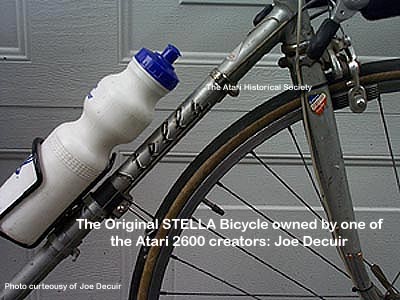 The Atari Historical Society
Stella
The Original STELLA Bicycle owned by one of
the Atari 2600 creators: Joe Decuir
Photo curteousy of Joe Decuir